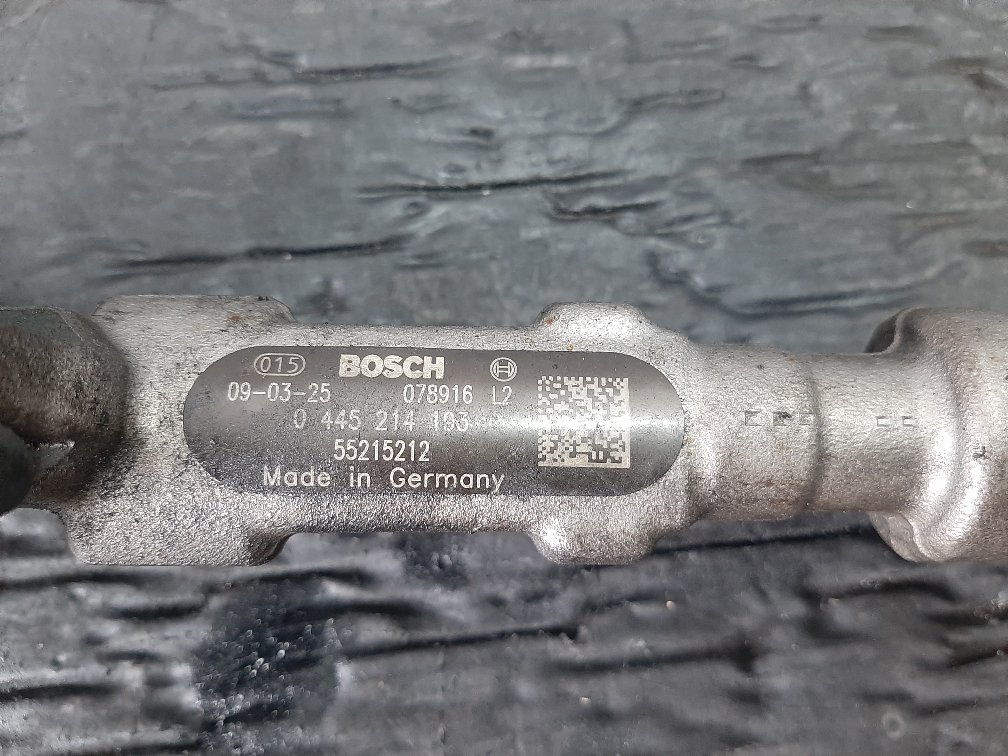 015 BOSCH
09-03-25 078916 L2
0 445 214 193
55215212
Made in Germany